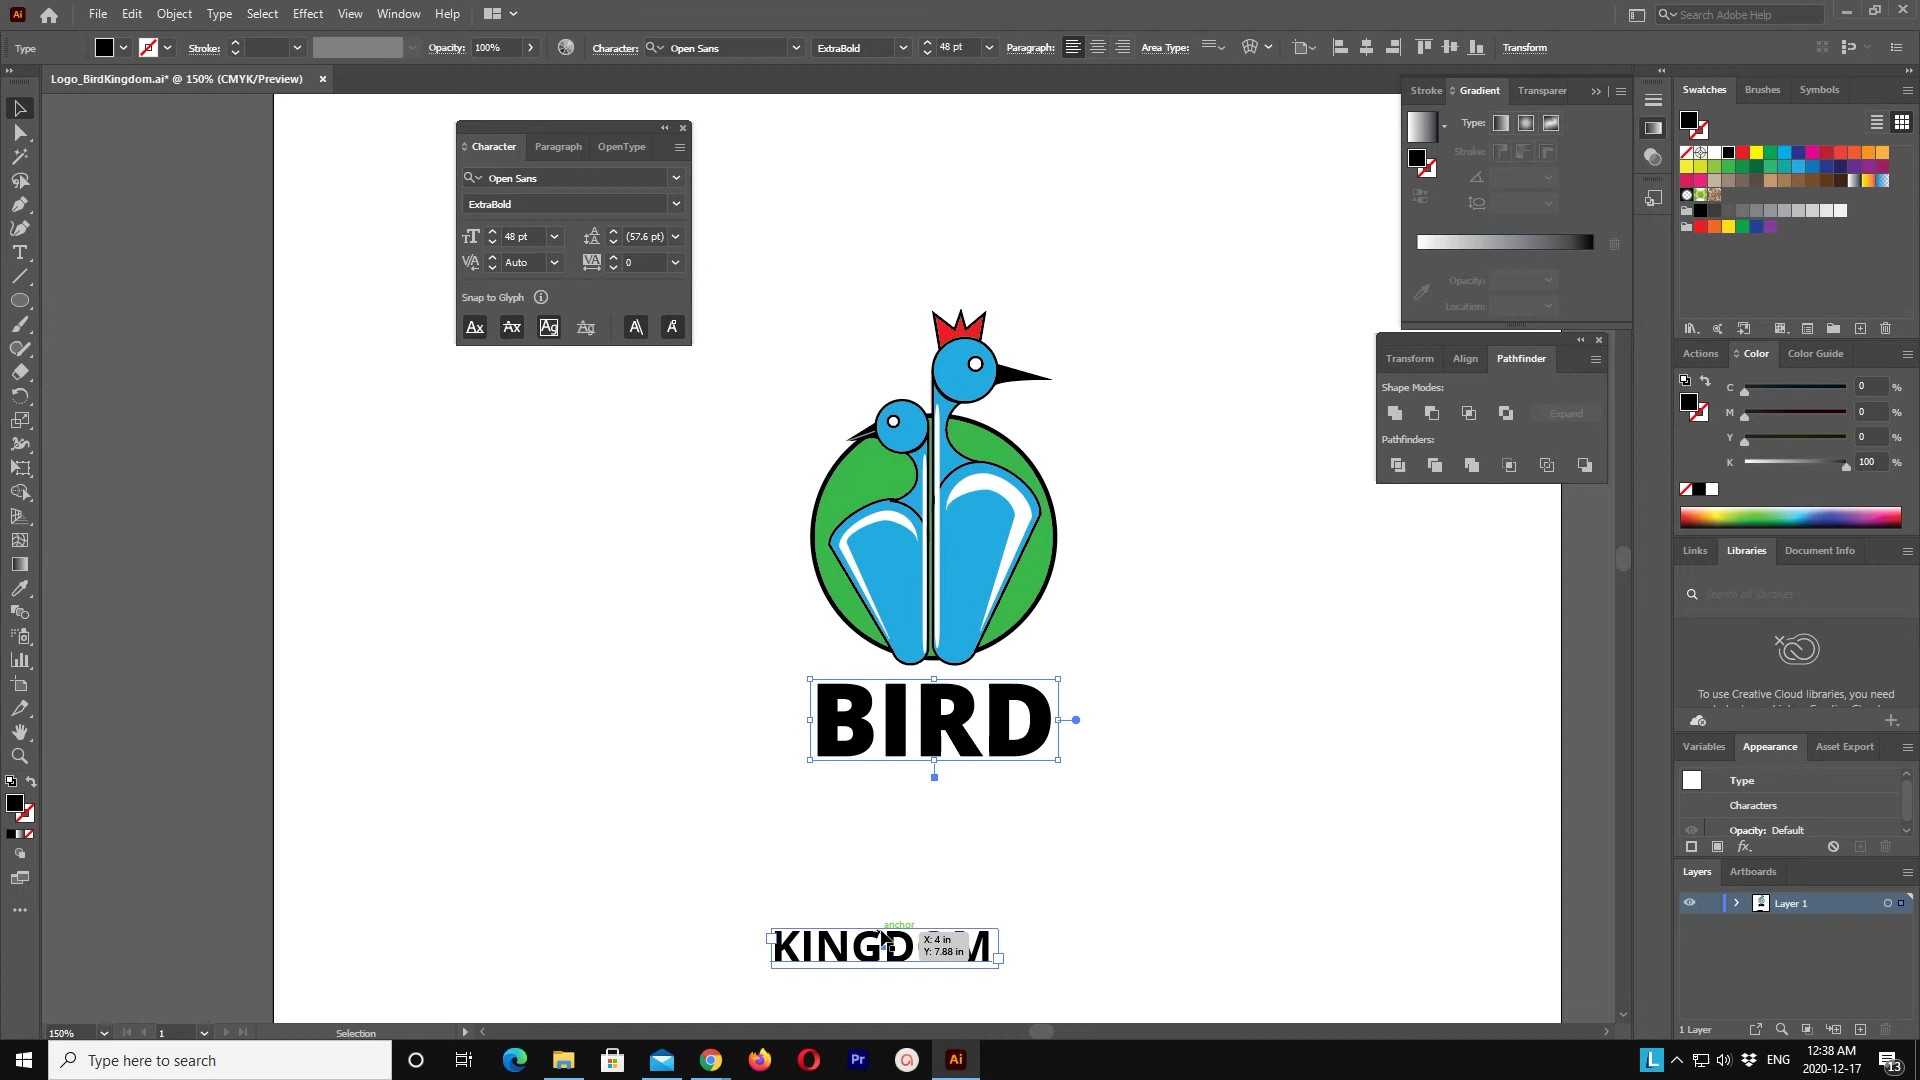 File Edit Object Type Select Effect View Window Help
Search Adobe Help
Type Stroke: Opacity: 100% Character: Open Sans ExtraBold 48 pt Paragraph: Area Type: Transform
Logo_BirdKingdom.ai* @ 150% (CMYK/Preview)
Character Paragraph OpenType
Open Sans
ExtraBold
48 pt (57.6 pt)
Auto 0
Snap to Glyph
Stroke Gradient Transparer
Type:
Stroke:
Opacity:
Location:
Transform Align Pathfinder
Shape Modes:
Expand
Pathfinders:
Swatches Brushes Symbols
Actions Color Color Guide
C 0 %
M 0 %
Y 0 %
K 100 %
Links Libraries Document Info
Search all libraries
To use Creative Cloud libraries, you need
Variables Appearance Asset Export
Type
Characters
Opacity: Default
fx
Layers Artboards
Layer 1
1 Layer
BIRD
anchor
KINGDOM
X: 4 in
Y: 7.88 in
150% 1 Selection
Type here to search
Pr
Ai
L
ENG
12:38 AM
2020-12-17
13